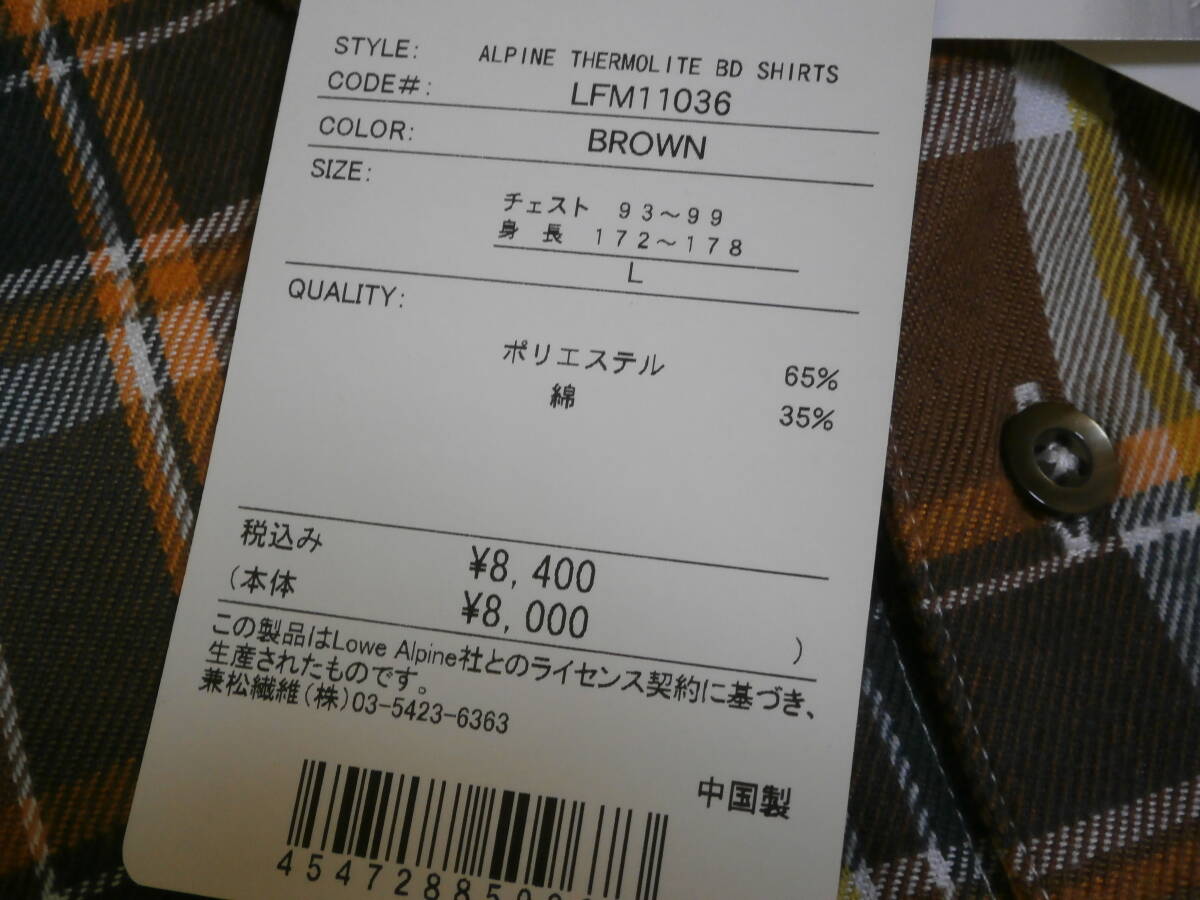 STYLE: ALPINE THERMOLITE BD SHIRTS
CODE#: LFM11036
COLOR: BROWN
SIZE:
チェスト 93～99
身長 172～178
L
QUALITY:
ポリエステル 65%
綿 35%
税込み ¥8,400
(本体 ¥8,000 )
この製品はLowe Alpine社とのライセンス契約に基づき、
生産されたものです。
兼松繊維(株)03-5423-6363
中国製
45472885